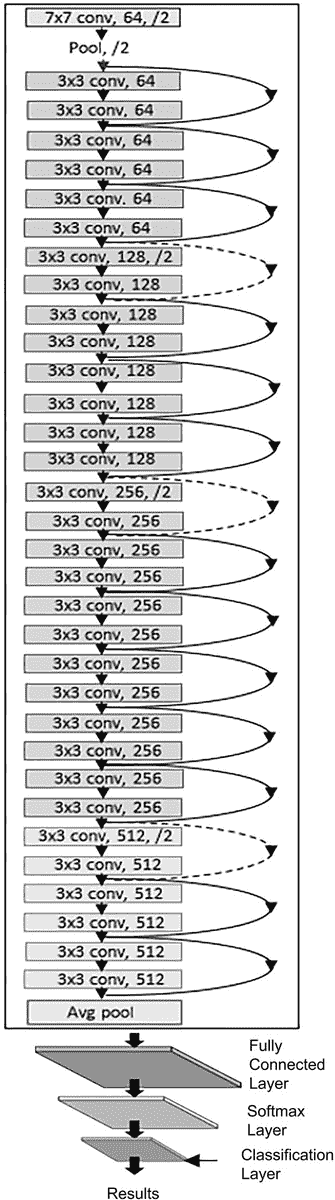 7x7 conv, 64, /2
Pool, /2
3x3 conv, 64
3x3 conv, 64
3x3 conv, 64
3x3 conv, 64
3x3 conv. 64
3x3 conv, 64
3x3 conv, 128, /2
3x3 conv, 128
3x3 conv, 128
3x3 conv, 128
3x3 conv, 128
3x3 conv, 128
3x3 conv, 128
3x3 conv, 128
3x3 conv, 256, /2
3x3 conv, 256
3x3 conv, 256
3x3 conv, 256
3x3 conv, 256
3x3 conv, 256
3x3 conv, 256
3x3 conv, 256
3x3 conv, 256
3x3 conv, 256
3x3 conv, 256
3x3 conv, 256
3x3 conv, 512, /2
3x3 conv, 512
3x3 conv, 512
3x3 conv, 512
3x3 conv, 512
3x3 conv, 512
Avg pool
Fully
Connected
Layer
Softmax
Layer
Classification
Layer
Results